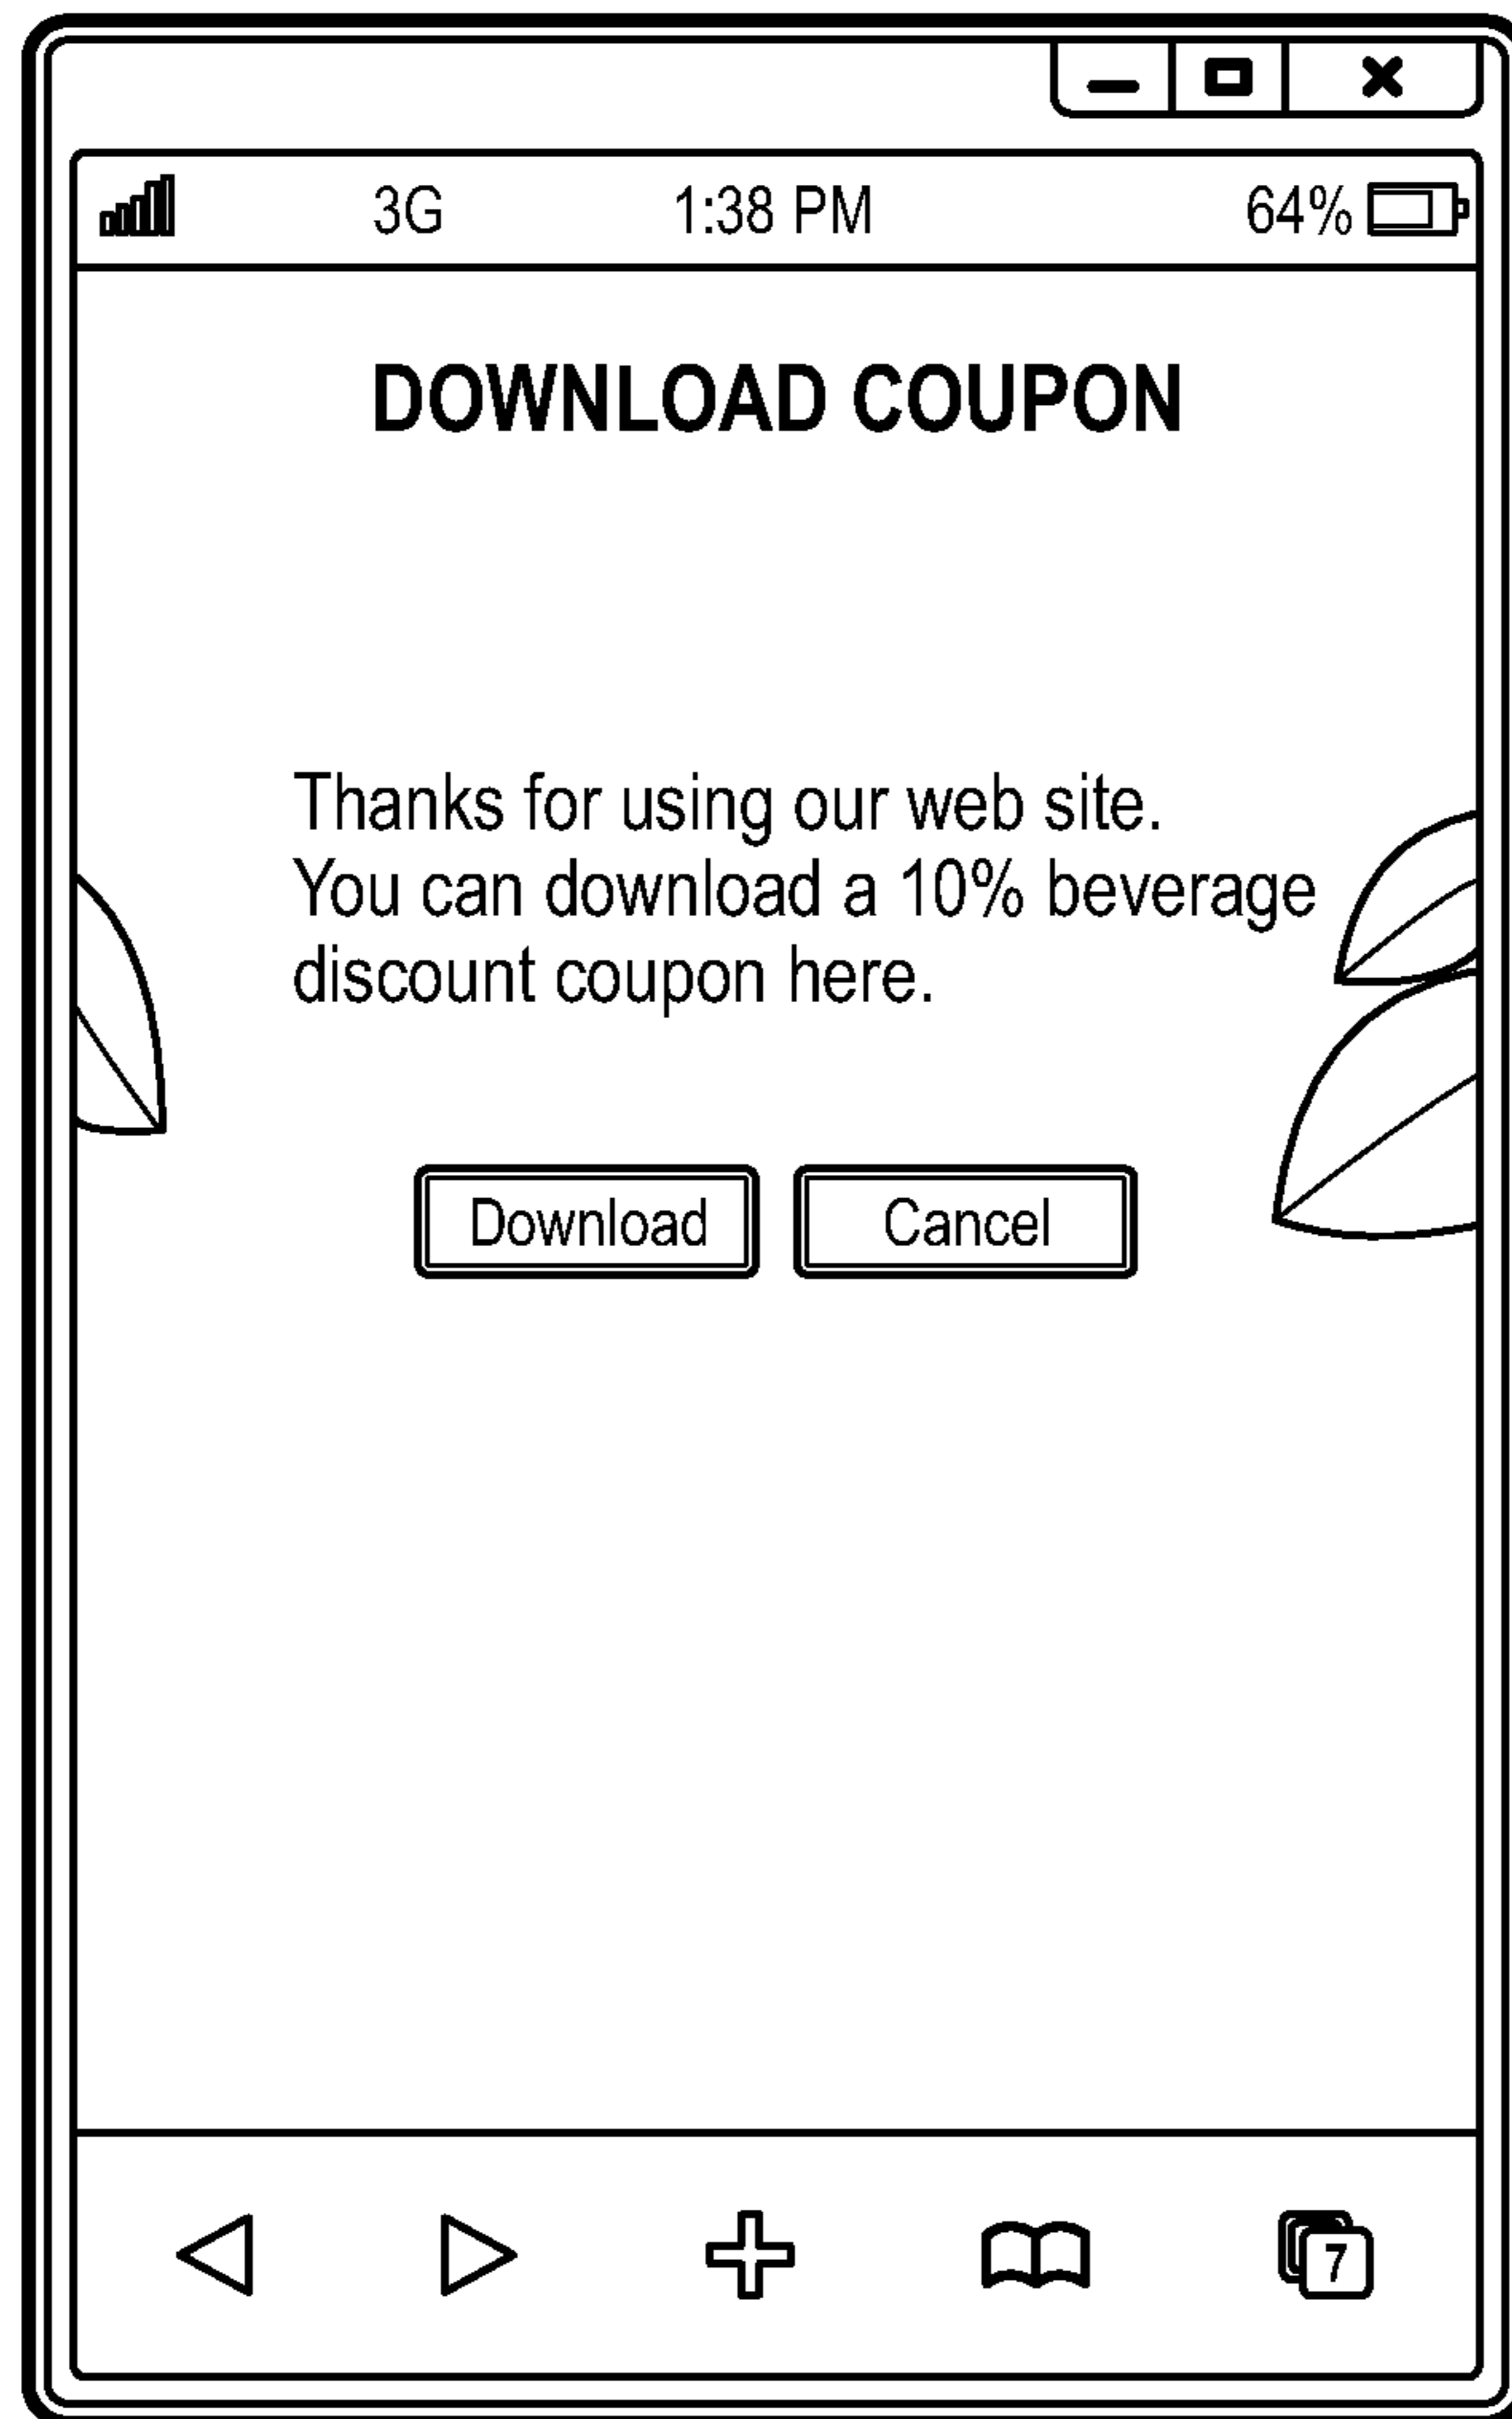 3G 1:38 PM 64%
DOWNLOAD COUPON
Thanks for using our web site.
You can download a 10% beverage
discount coupon here.
Download Cancel
7